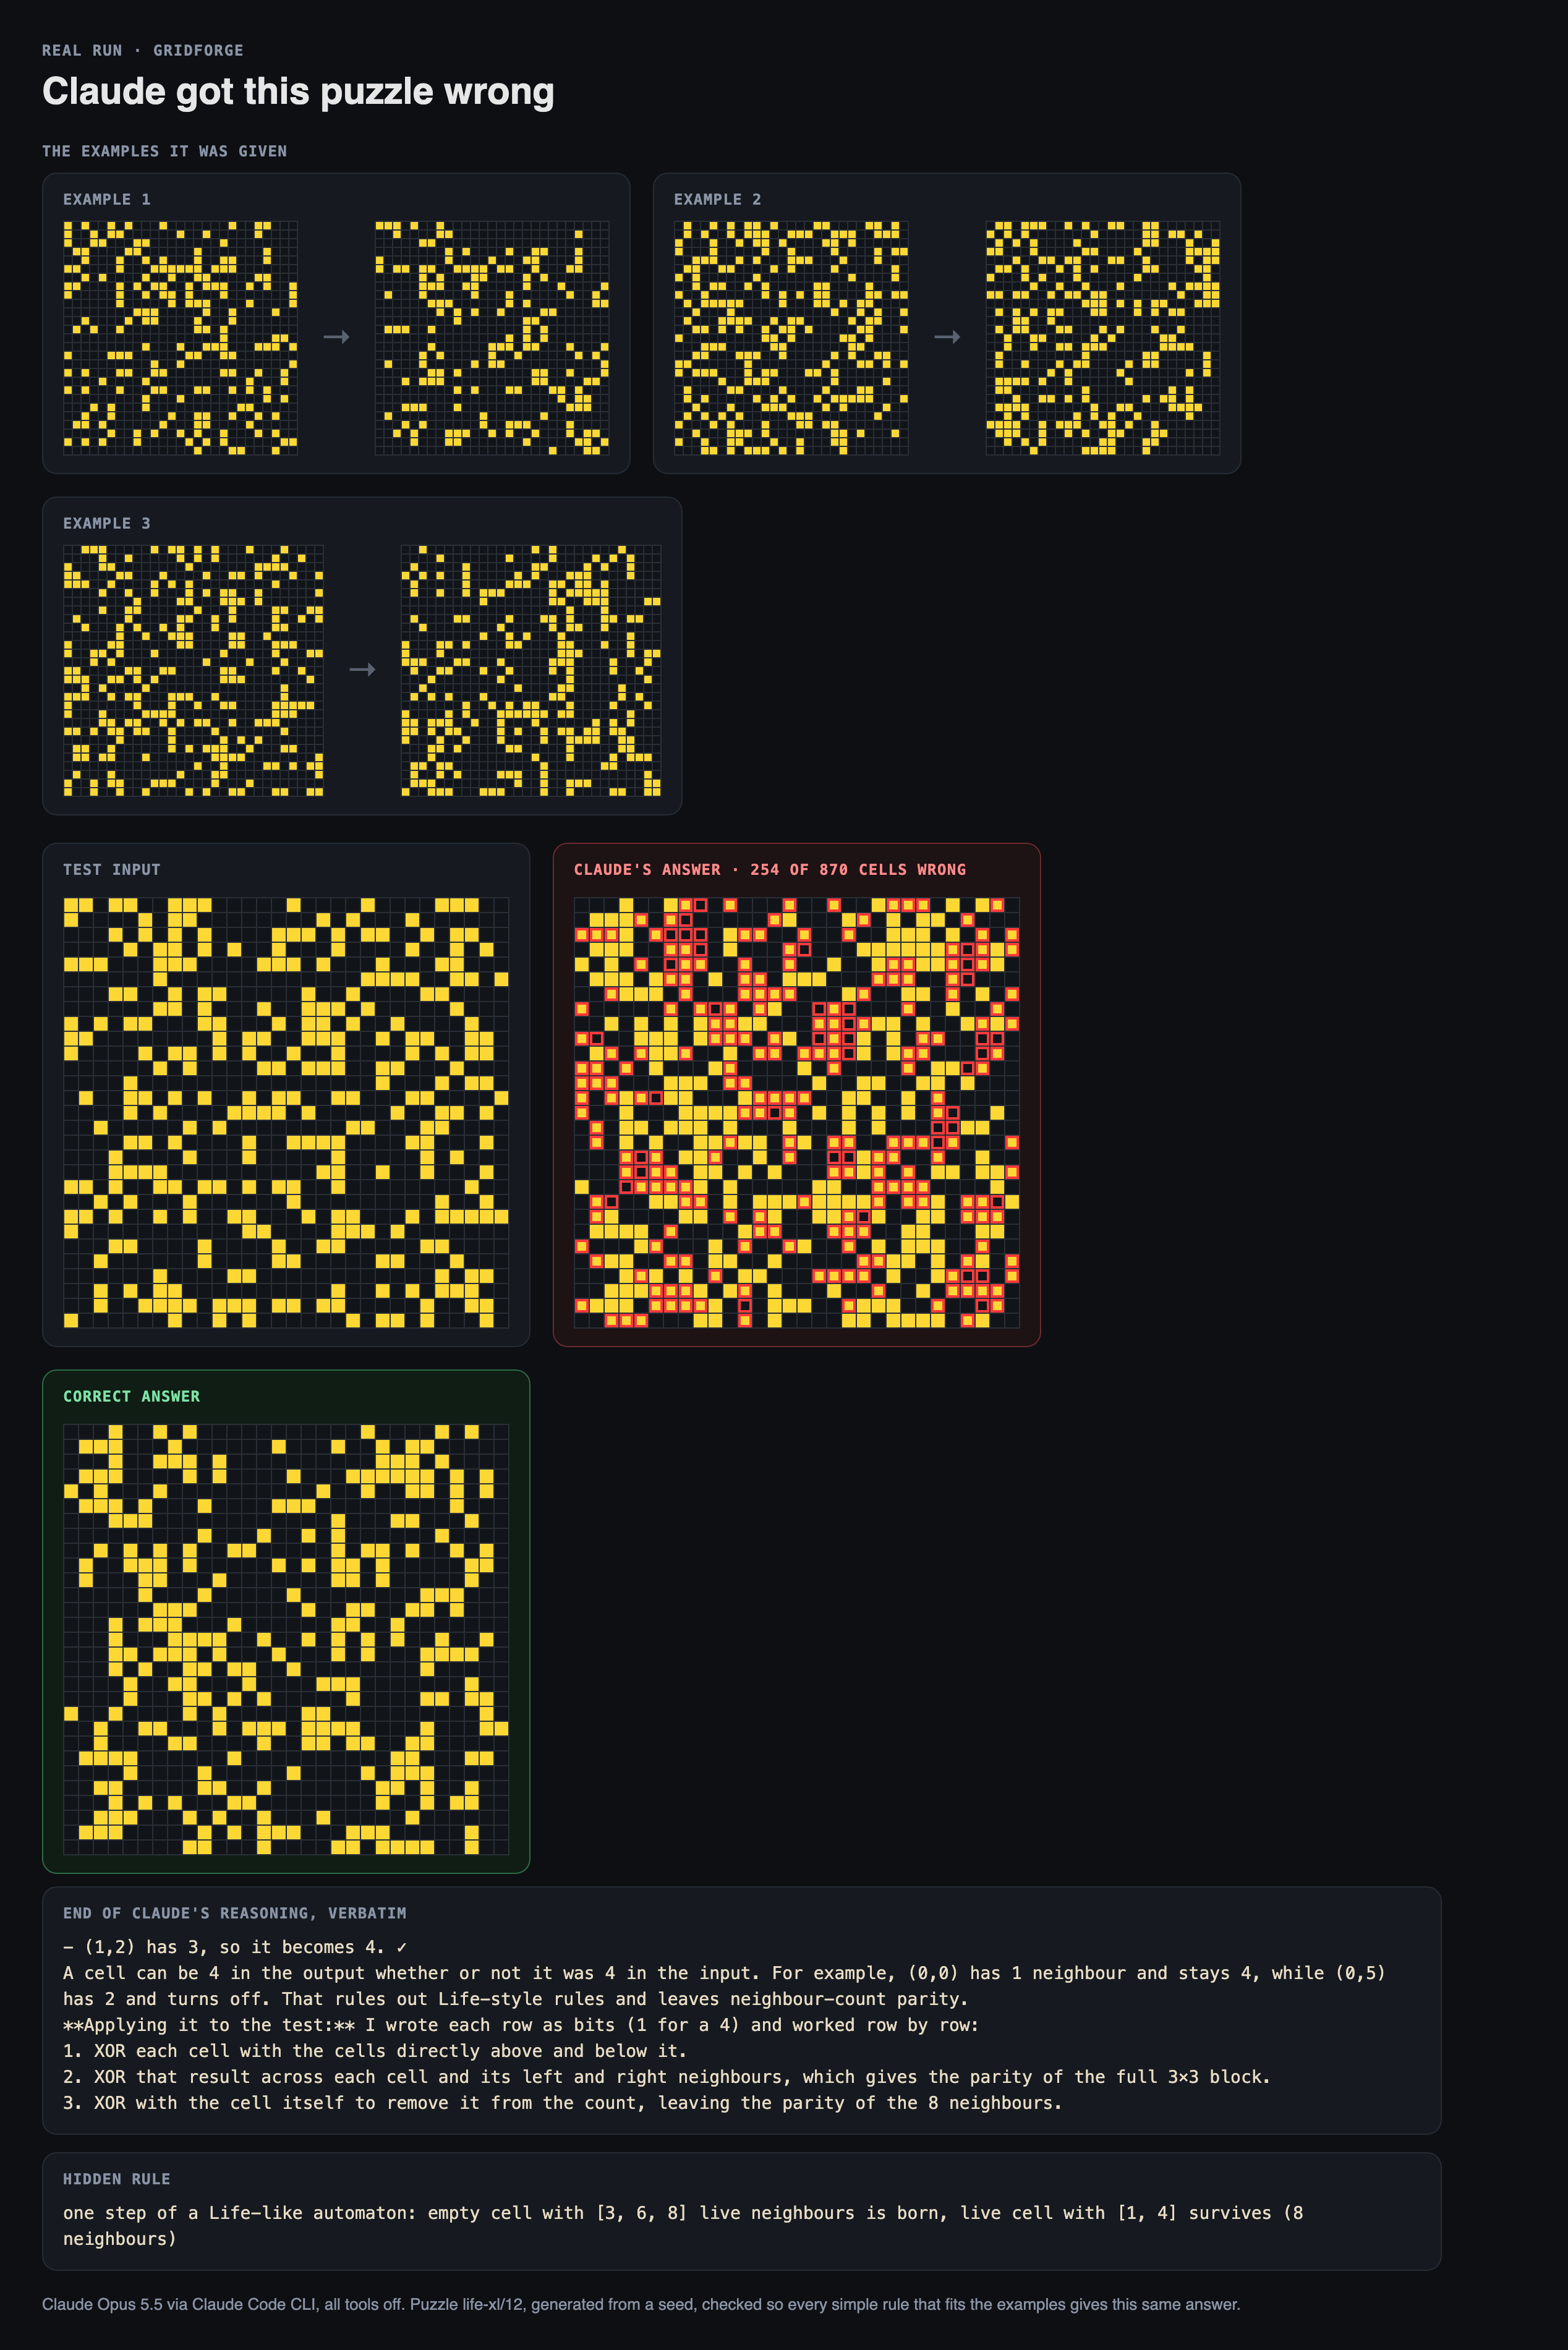 REAL RUN · GRIDFORGE
Claude got this puzzle wrong
THE EXAMPLES IT WAS GIVEN
EXAMPLE 1
EXAMPLE 2
EXAMPLE 3
TEST INPUT
CLAUDE'S ANSWER · 254 OF 870 CELLS WRONG
CORRECT ANSWER
END OF CLAUDE'S REASONING, VERBATIM
– (1,2) has 3, so it becomes 4. ✓
A cell can be 4 in the output whether or not it was 4 in the input. For example, (0,0) has 1 neighbour and stays 4, while (0,5)
has 2 and turns off. That rules out Life-style rules and leaves neighbour-count parity.
**Applying it to the test:** I wrote each row as bits (1 for a 4) and worked row by row:
1. XOR each cell with the cells directly above and below it.
2. XOR that result across each cell and its left and right neighbours, which gives the parity of the full 3×3 block.
3. XOR with the cell itself to remove it from the count, leaving the parity of the 8 neighbours.
HIDDEN RULE
one step of a Life-like automaton: empty cell with [3, 6, 8] live neighbours is born, live cell with [1, 4] survives (8
neighbours)
Claude Opus 5.5 via Claude Code CLI, all tools off. Puzzle life-xl/12, generated from a seed, checked so every simple rule that fits the examples gives this same answer.